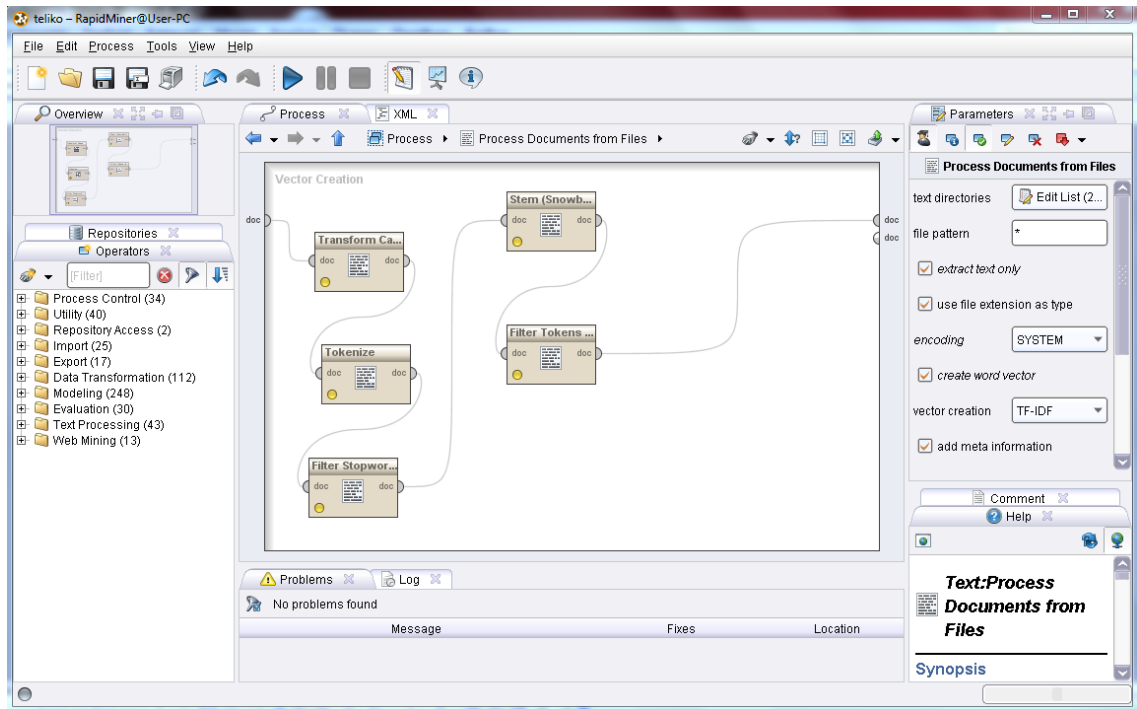 teliko – RapidMiner@User-PC
File Edit Process Tools View Help
Overview
Process XML
Parameters
Process Process Documents from Files
Process Documents from Files
Vector Creation
doc
doc
doc
Transform Ca...
doc doc
Tokenize
doc doc
Filter Stopwor...
doc doc
Stem (Snowb...
doc doc
Filter Tokens ...
doc doc
Repositories
Operators
[Filter]
Process Control (34)
Utility (40)
Repository Access (2)
Import (25)
Export (17)
Data Transformation (112)
Modeling (248)
Evaluation (30)
Text Processing (43)
Web Mining (13)
text directories Edit List (2...
file pattern *
extract text only
use file extension as type
encoding SYSTEM
create word vector
vector creation TF-IDF
add meta information
Comment
Help
Text:Process
Documents from
Files
Synopsis
Problems Log
No problems found
Message Fixes Location